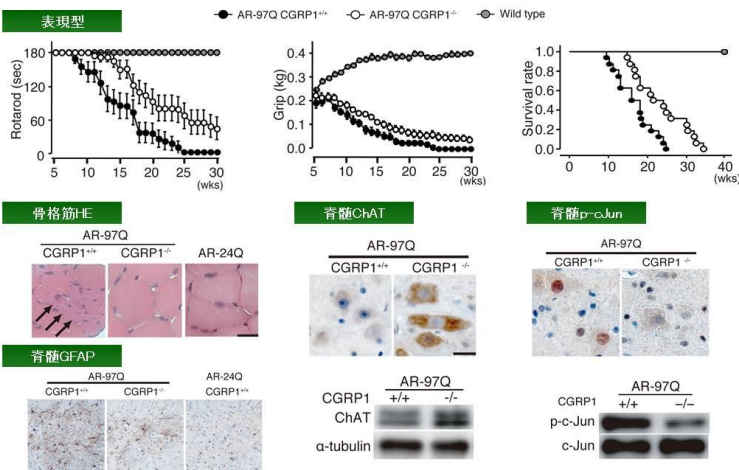 AR-97Q CGRP1+/+ AR-97Q CGRP1-/- Wild type
表現型
Rotarod (sec)
180
120
60
0
5 10 15 20 25 30
(wks)
Grip (kg)
0.4
0.3
0.2
0.1
0.0
5 10 15 20 25 30
(wks)
Survival rate
1.0
0.8
0.6
0.4
0.2
0.0
0 10 20 30 40
(wks)
骨格筋HE
AR-97Q
CGRP1+/+ CGRP1-/- AR-24Q
脊髄GFAP
AR-97Q AR-24Q
CGRP1+/+ CGRP1-/- CGRP1+/+
脊髄ChAT
AR-97Q
CGRP1+/+ CGRP1-/-
AR-97Q
CGRP1 +/+ -/-
ChAT
α-tubulin
脊髄p-cJun
AR-97Q
CGRP1+/+ CGRP1-/-
AR-97Q
CGRP1 +/+ -/-
p-c-Jun
c-Jun